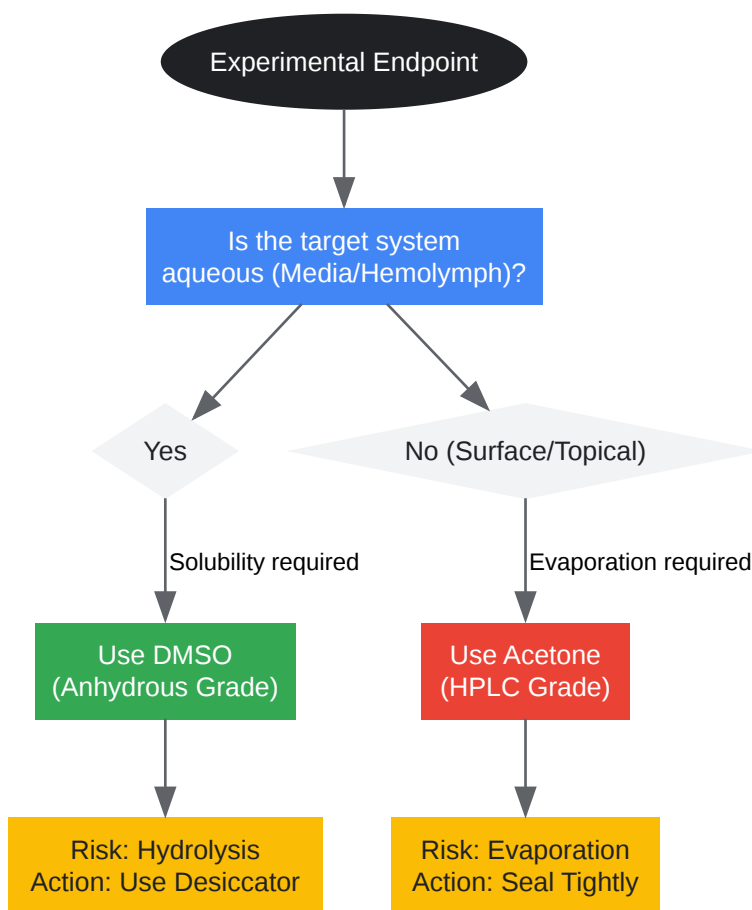 Experimental Endpoint
Is the target system
aqueous (Media/Hemolymph)?
Yes
No (Surface/Topical)
Solubility required
Evaporation required
Use DMSO
(Anhydrous Grade)
Use Acetone
(HPLC Grade)
Risk: Hydrolysis
Action: Use Desiccator
Risk: Evaporation
Action: Seal Tightly